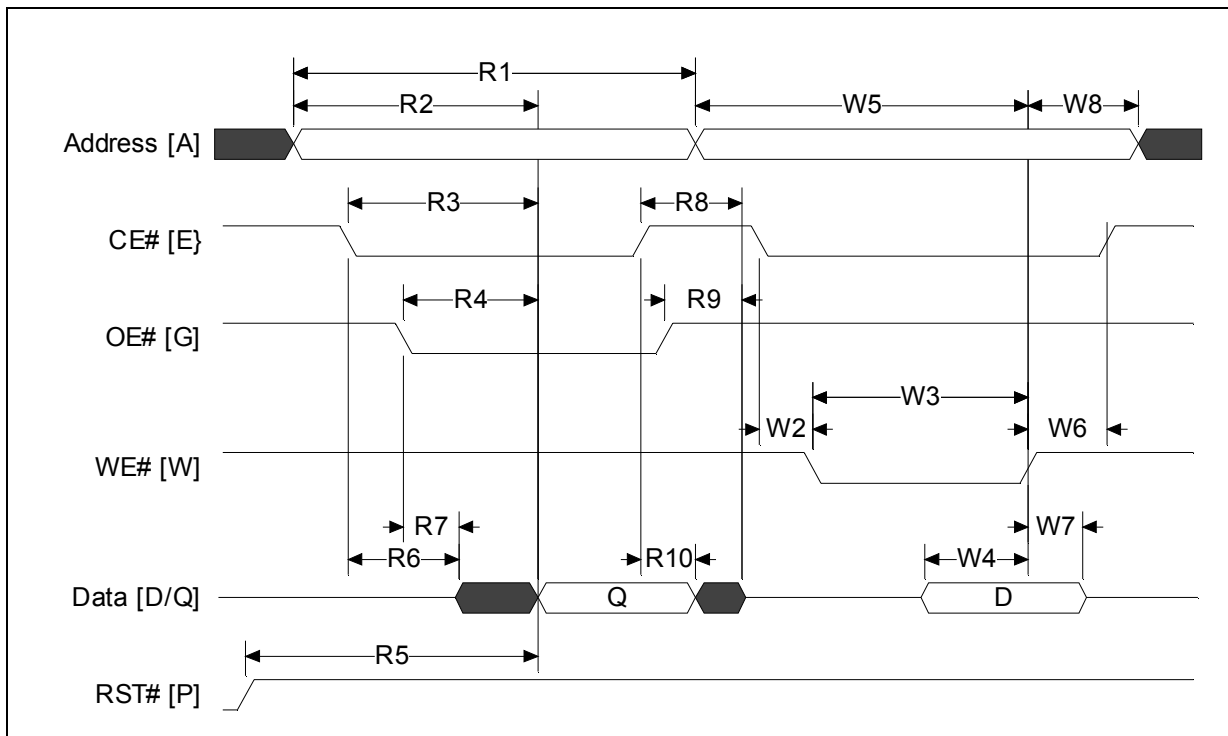 R1
R2
W5
W8
Address [A]
R3
R8
CE# [E}
R4
R9
OE# [G]
W3
W2
W6
WE# [W]
R7
W7
R6
R10
W4
Data [D/Q]
Q
D
R5
RST# [P]